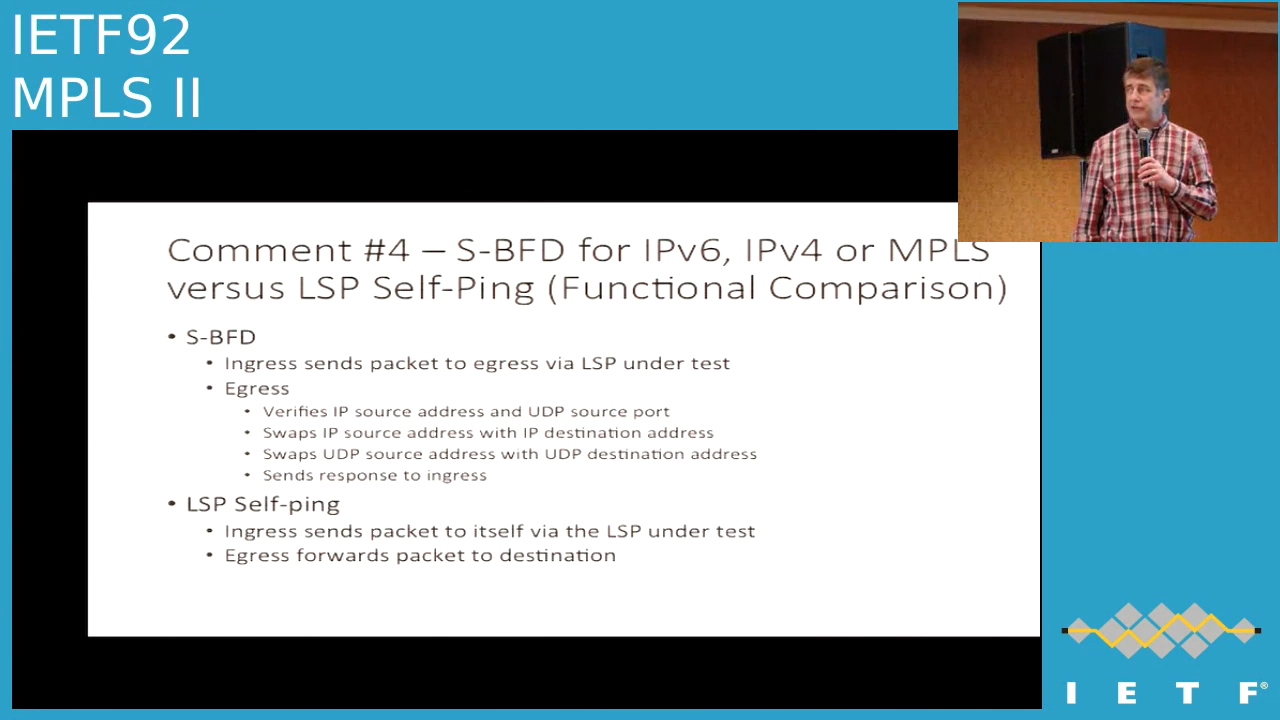 IETF92
MPLS II
Comment #4 – S-BFD for IPv6, IPv4 or MPLS
versus LSP Self-Ping (Functional Comparison)
• S-BFD
• Ingress sends packet to egress via LSP under test
• Egress
• Verifies IP source address and UDP source port
• Swaps IP source address with IP destination address
• Swaps UDP source address with UDP destination address
• Sends response to ingress
• LSP Self-ping
• Ingress sends packet to itself via the LSP under test
• Egress forwards packet to destination
I E T F®